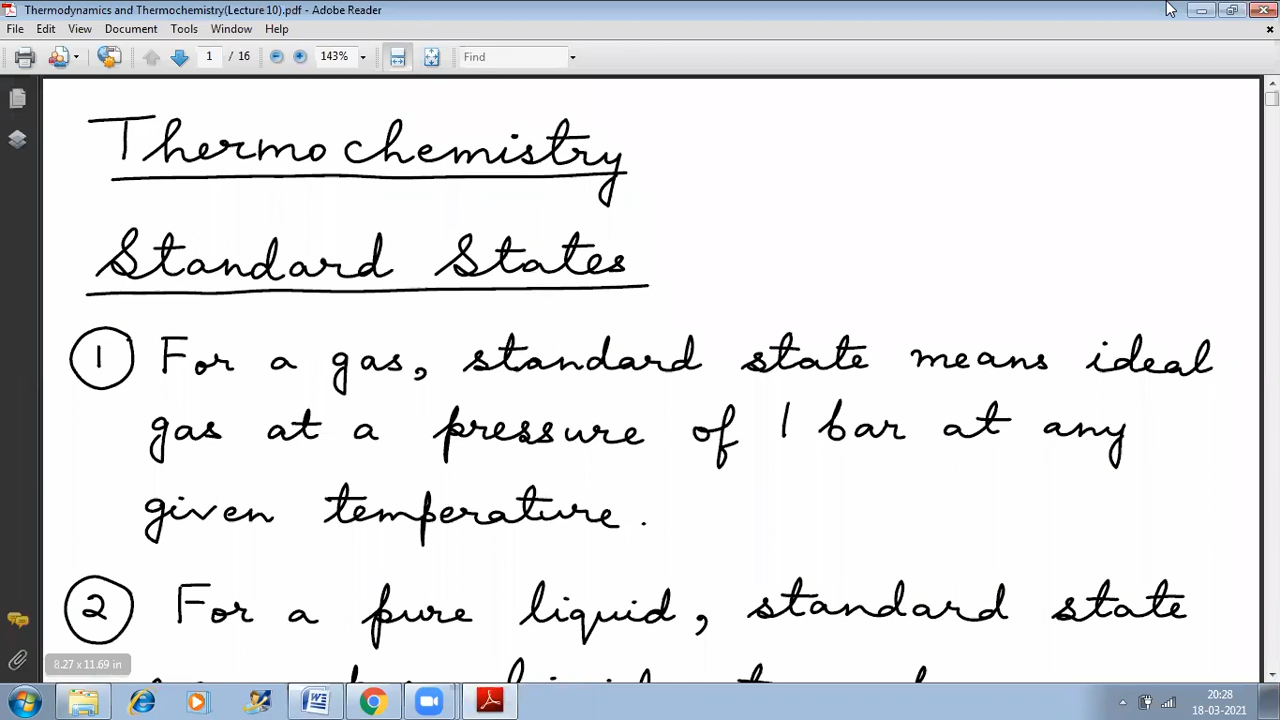 Thermodynamics and Thermochemistry(Lecture 10).pdf - Adobe Reader
File Edit View Document Tools Window Help
1 / 16 143% Find
Thermochemistry
Standard States
1 For a gas, standard state means ideal
gas at a pressure of 1 bar at any
given temperature.
2 For a pure liquid, standard state
8.27 x 11.69 in
20:28
18-03-2021